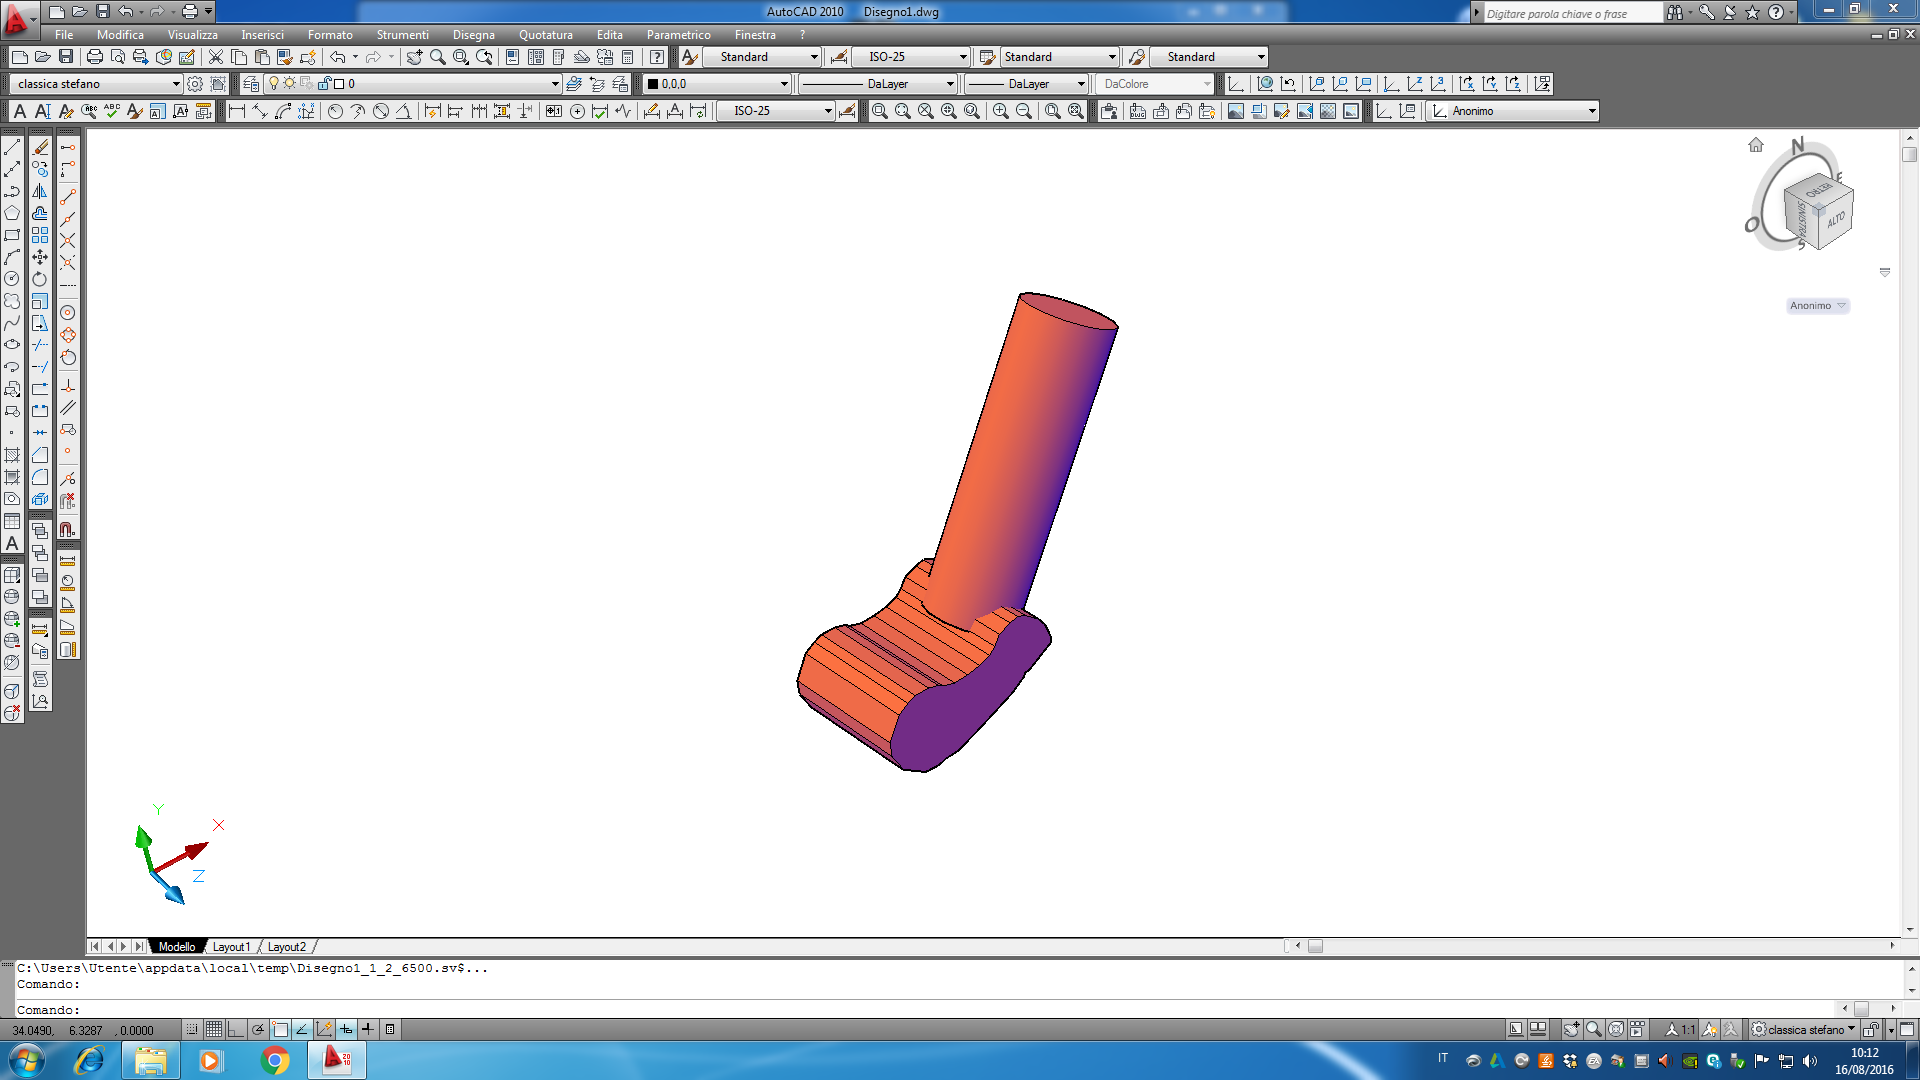 AutoCAD 2010 Disegno1.dwg
Digitare parola chiave o frase
File Modifica Visualizza Inserisci Formato Strumenti Disegna Quotatura Edita Parametrico Finestra ?
Standard ISO-25 Standard Standard
classica stefano 0 0,0,0 DaLayer DaLayer DaColore
ISO-25 Anonimo
N
E
RETRO
SINISTRA
ALTO
O
S
Anonimo
Y
X
Z
Modello Layout1 Layout2
C:\Users\Utente\appdata\local\temp\Disegno1_1_2_6500.sv$...
Comando:
Comando:
34.0490, 6.3287 , 0.0000 1:1 classica stefano
IT 10:12
16/08/2016